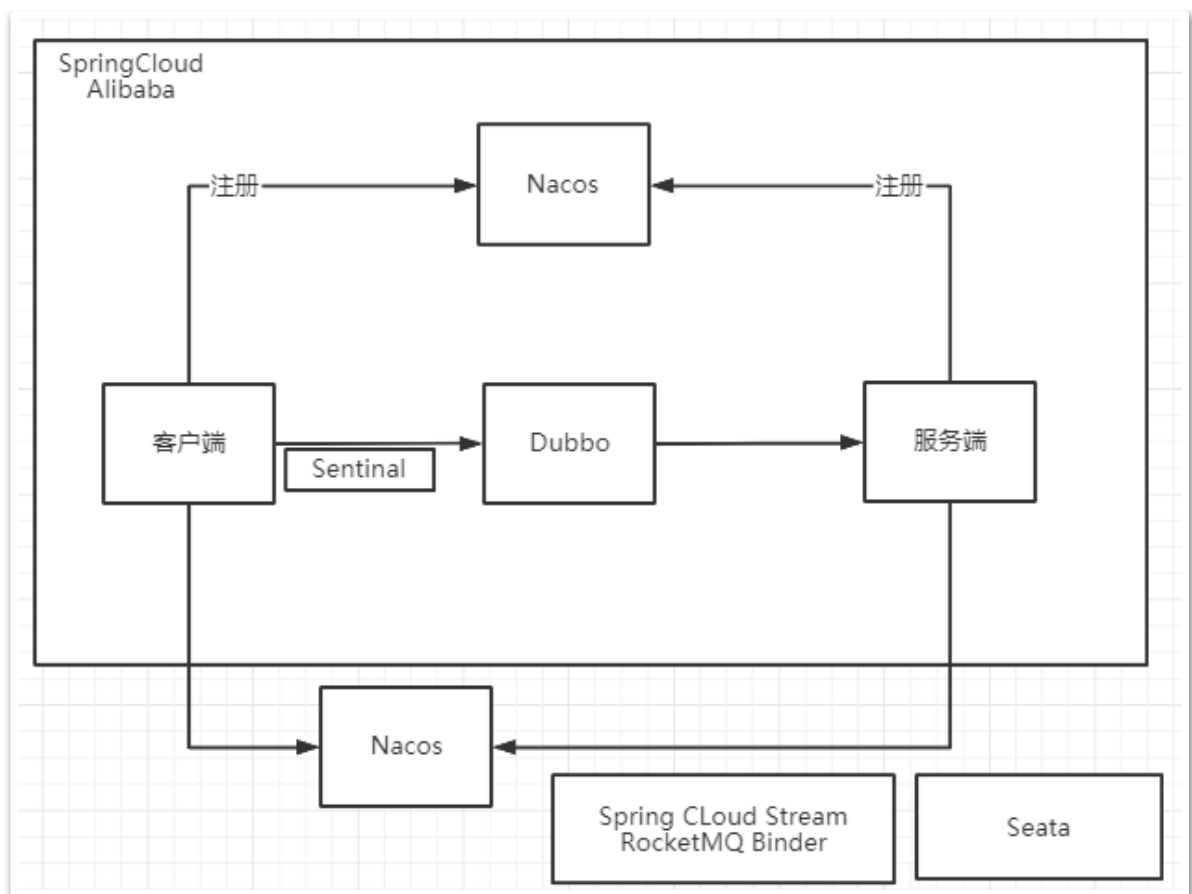 SpringCloud
Alibaba
注册
Nacos
注册
客户端
Sentinal
Dubbo
服务端
Nacos
Spring CLoud Stream
RocketMQ Binder
Seata